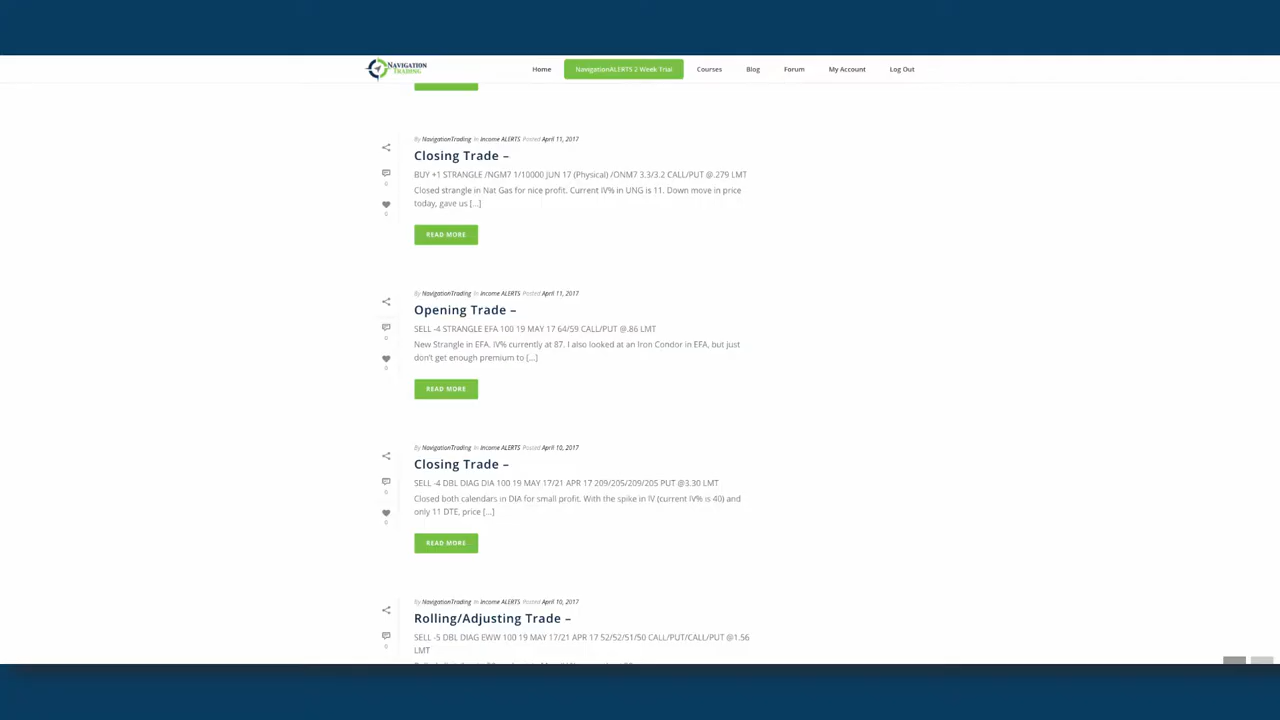 NAVIGATION
TRADING
Home
NavigationALERTS 2 Week Trial
Courses
Blog
Forum
My Account
Log Out
By NavigationTrading In Income ALERTS Posted April 11, 2017
Closing Trade –
BUY +1 STRANGLE /NGM7 1/10000 JUN 17 (Physical) /ONM7 3.3/3.2 CALL/PUT @.279 LMT
Closed strangle in Nat Gas for nice profit. Current IV% in UNG is 11. Down move in price
today, gave us [...]
0
0
READ MORE
By NavigationTrading In Income ALERTS Posted April 11, 2017
Opening Trade –
SELL -4 STRANGLE EFA 100 19 MAY 17 64/59 CALL/PUT @.86 LMT
New Strangle in EFA. IV% currently at 87. I also looked at an Iron Condor in EFA, but just
don't get enough premium to [...]
0
0
READ MORE
By NavigationTrading In Income ALERTS Posted April 10, 2017
Closing Trade –
SELL -4 DBL DIAG DIA 100 19 MAY 17/21 APR 17 209/205/209/205 PUT @3.30 LMT
Closed both calendars in DIA for small profit. With the spike in IV (current IV% is 40) and
only 11 DTE, price [...]
0
0
READ MORE
By NavigationTrading In Income ALERTS Posted April 10, 2017
Rolling/Adjusting Trade –
SELL -5 DBL DIAG EWW 100 19 MAY 17/21 APR 17 52/52/51/50 CALL/PUT/CALL/PUT @1.56
LMT
0